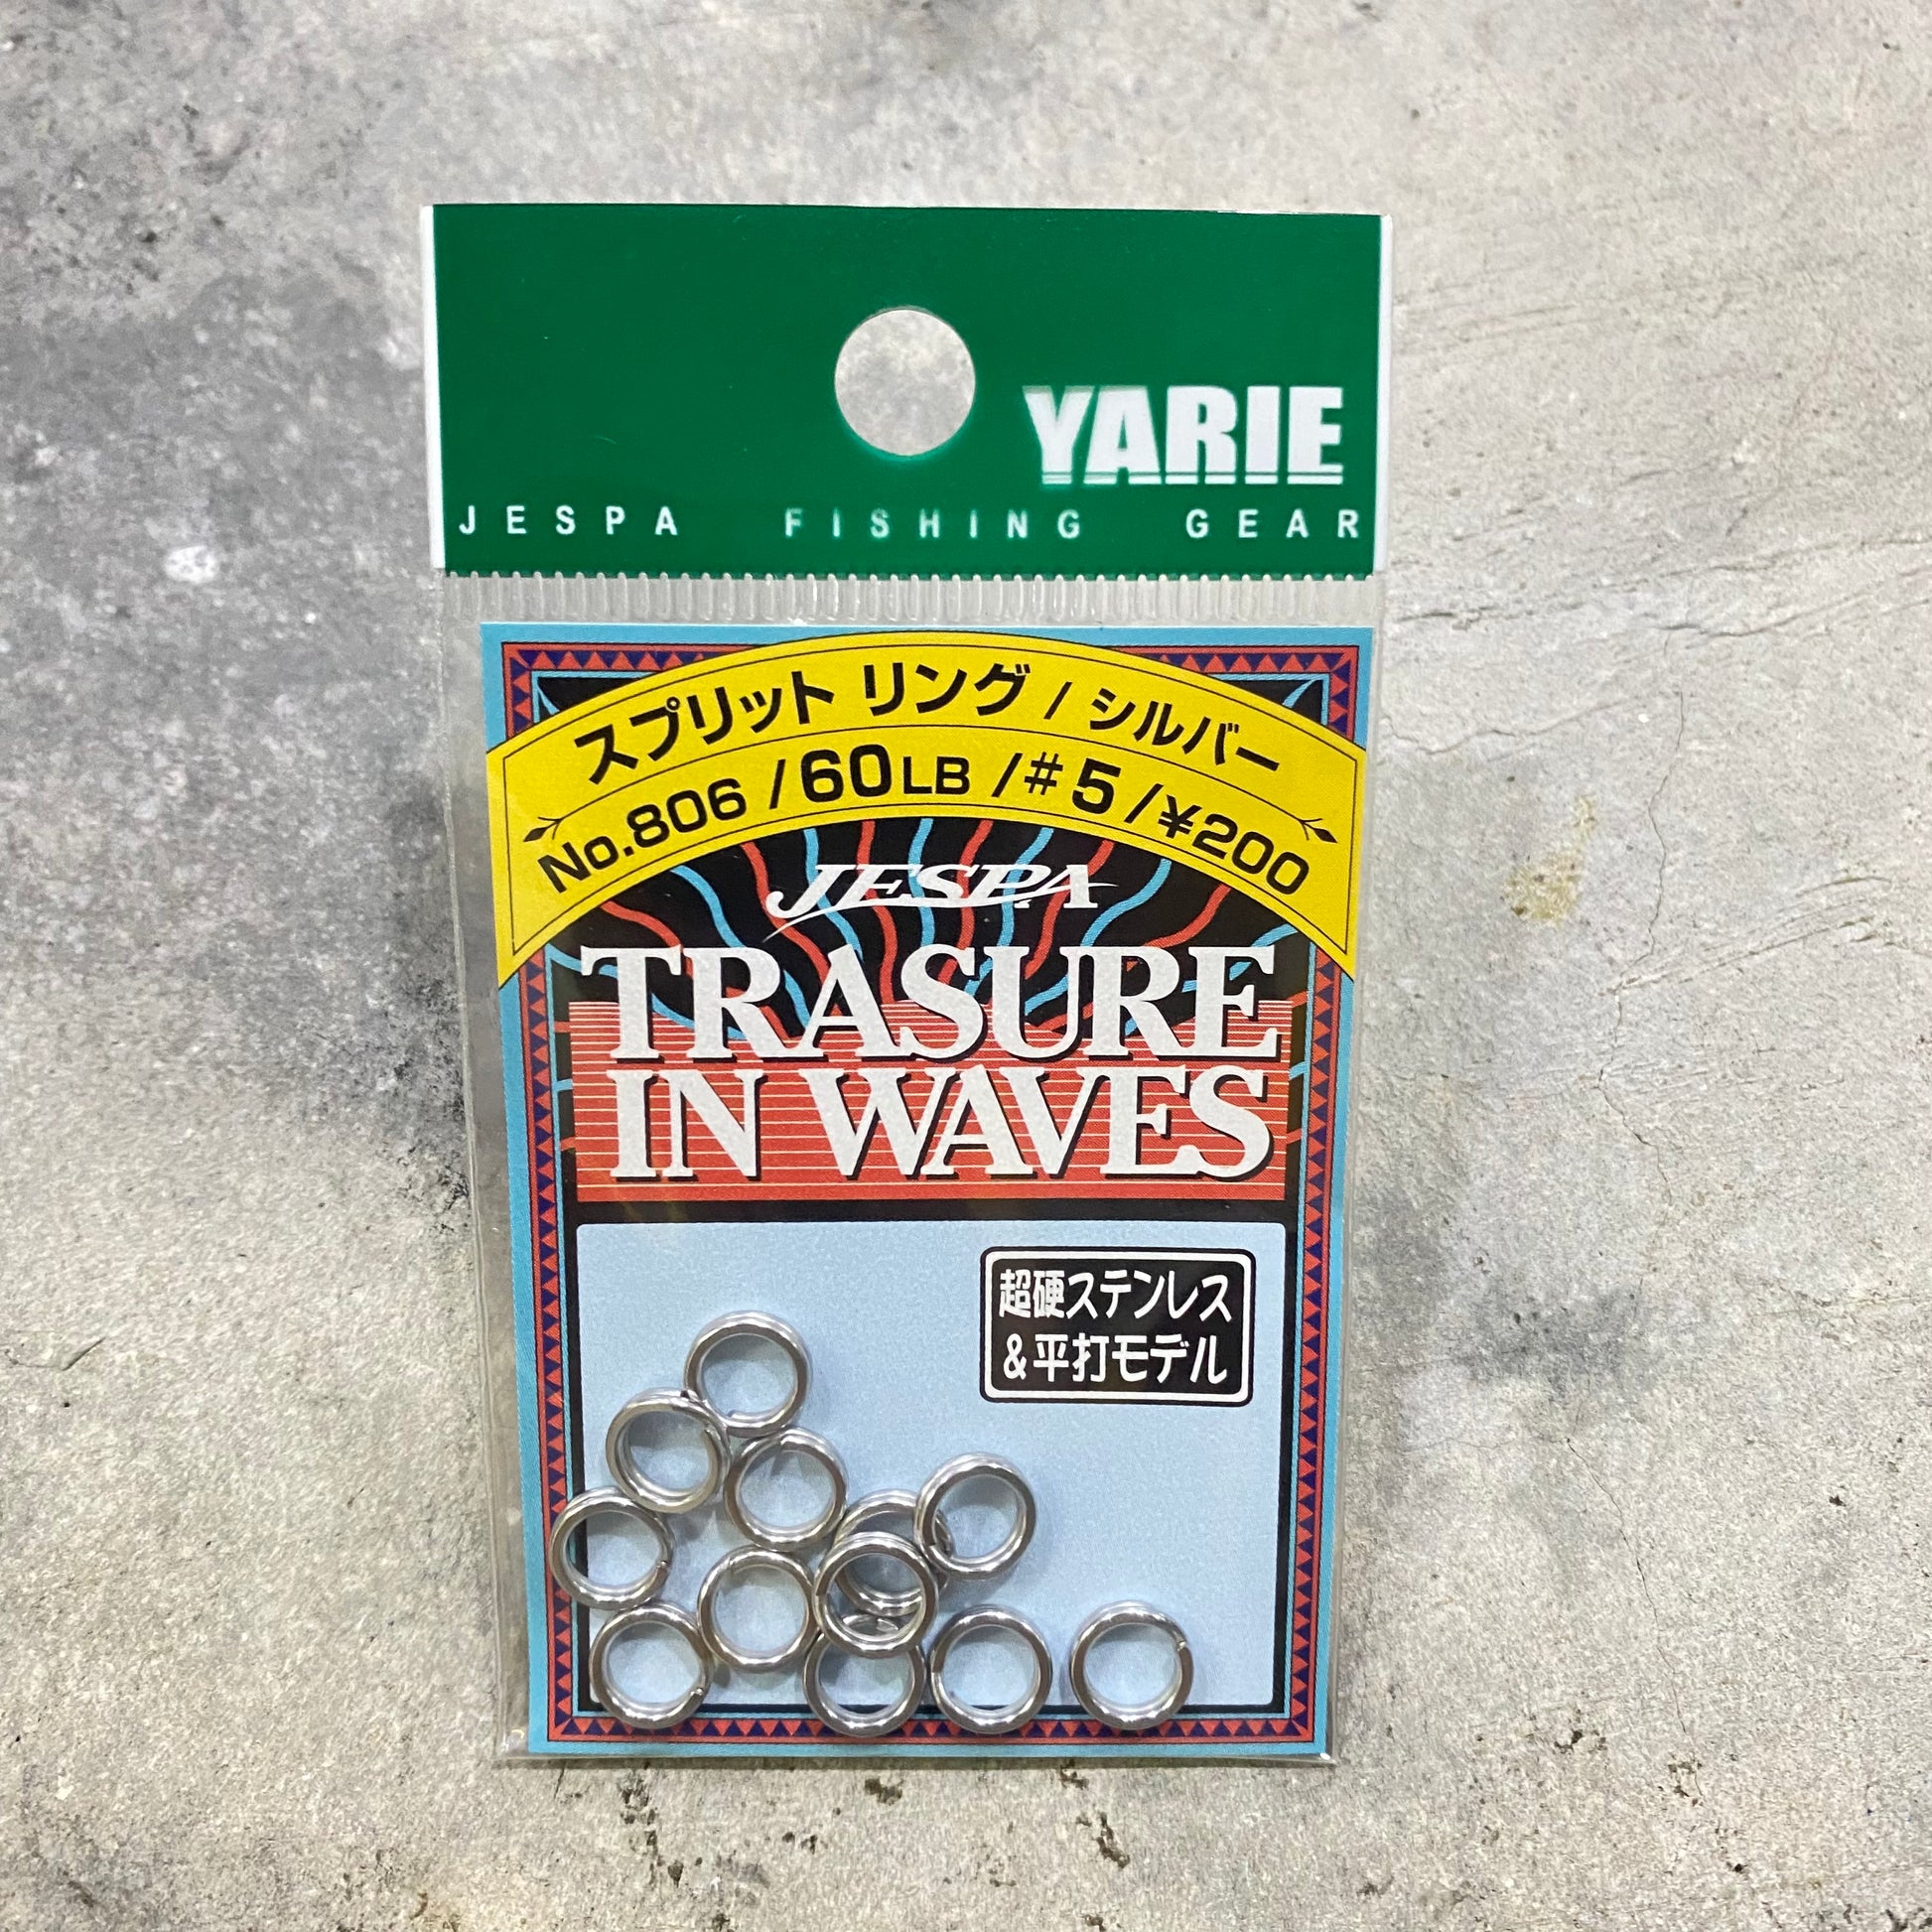 YARIE
JESPA FISHING GEAR
スプリット リング / シルバー
No.806 / 60LB / #5 / ¥200
JESPA
TRASURE
IN WAVES
超硬ステンレス
&平打モデル